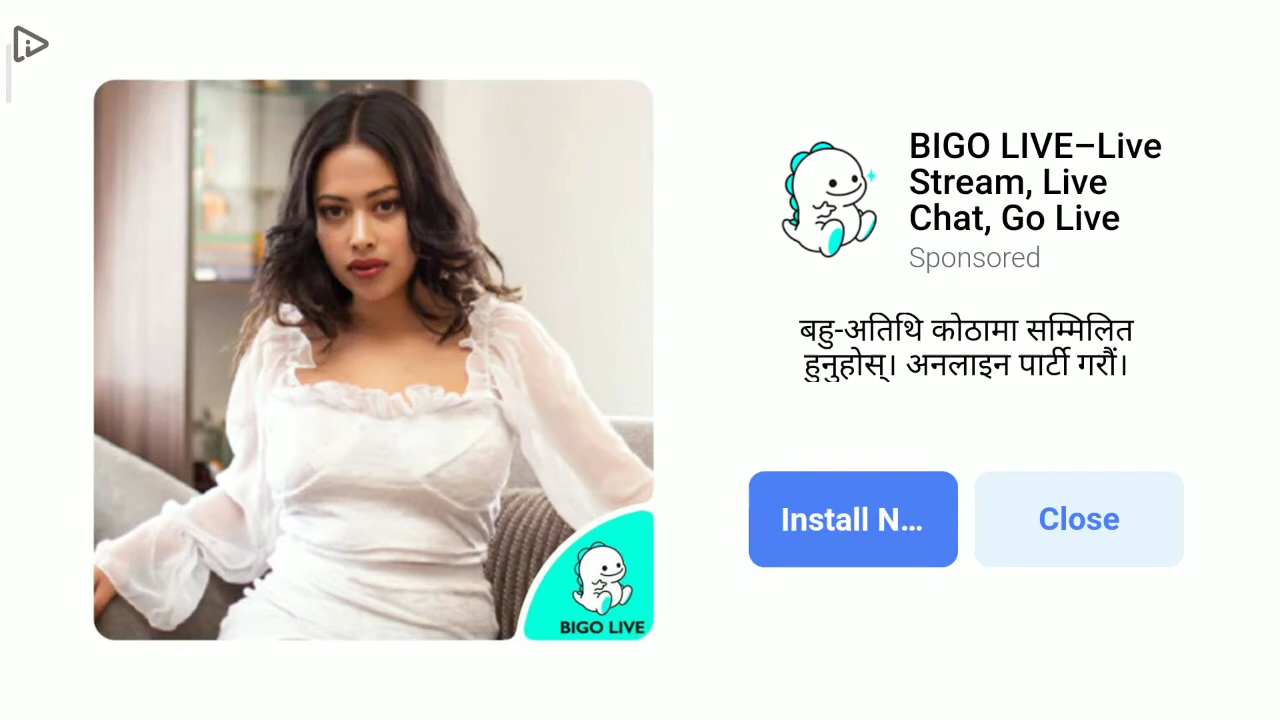 BIGO LIVE–Live
Stream, Live
Chat, Go Live
Sponsored
बहु-अतिथि कोठामा सम्मिलित
हुनुहोस्। अनलाइन पार्टी गरौं।
Install N...
Close
BIGO LIVE